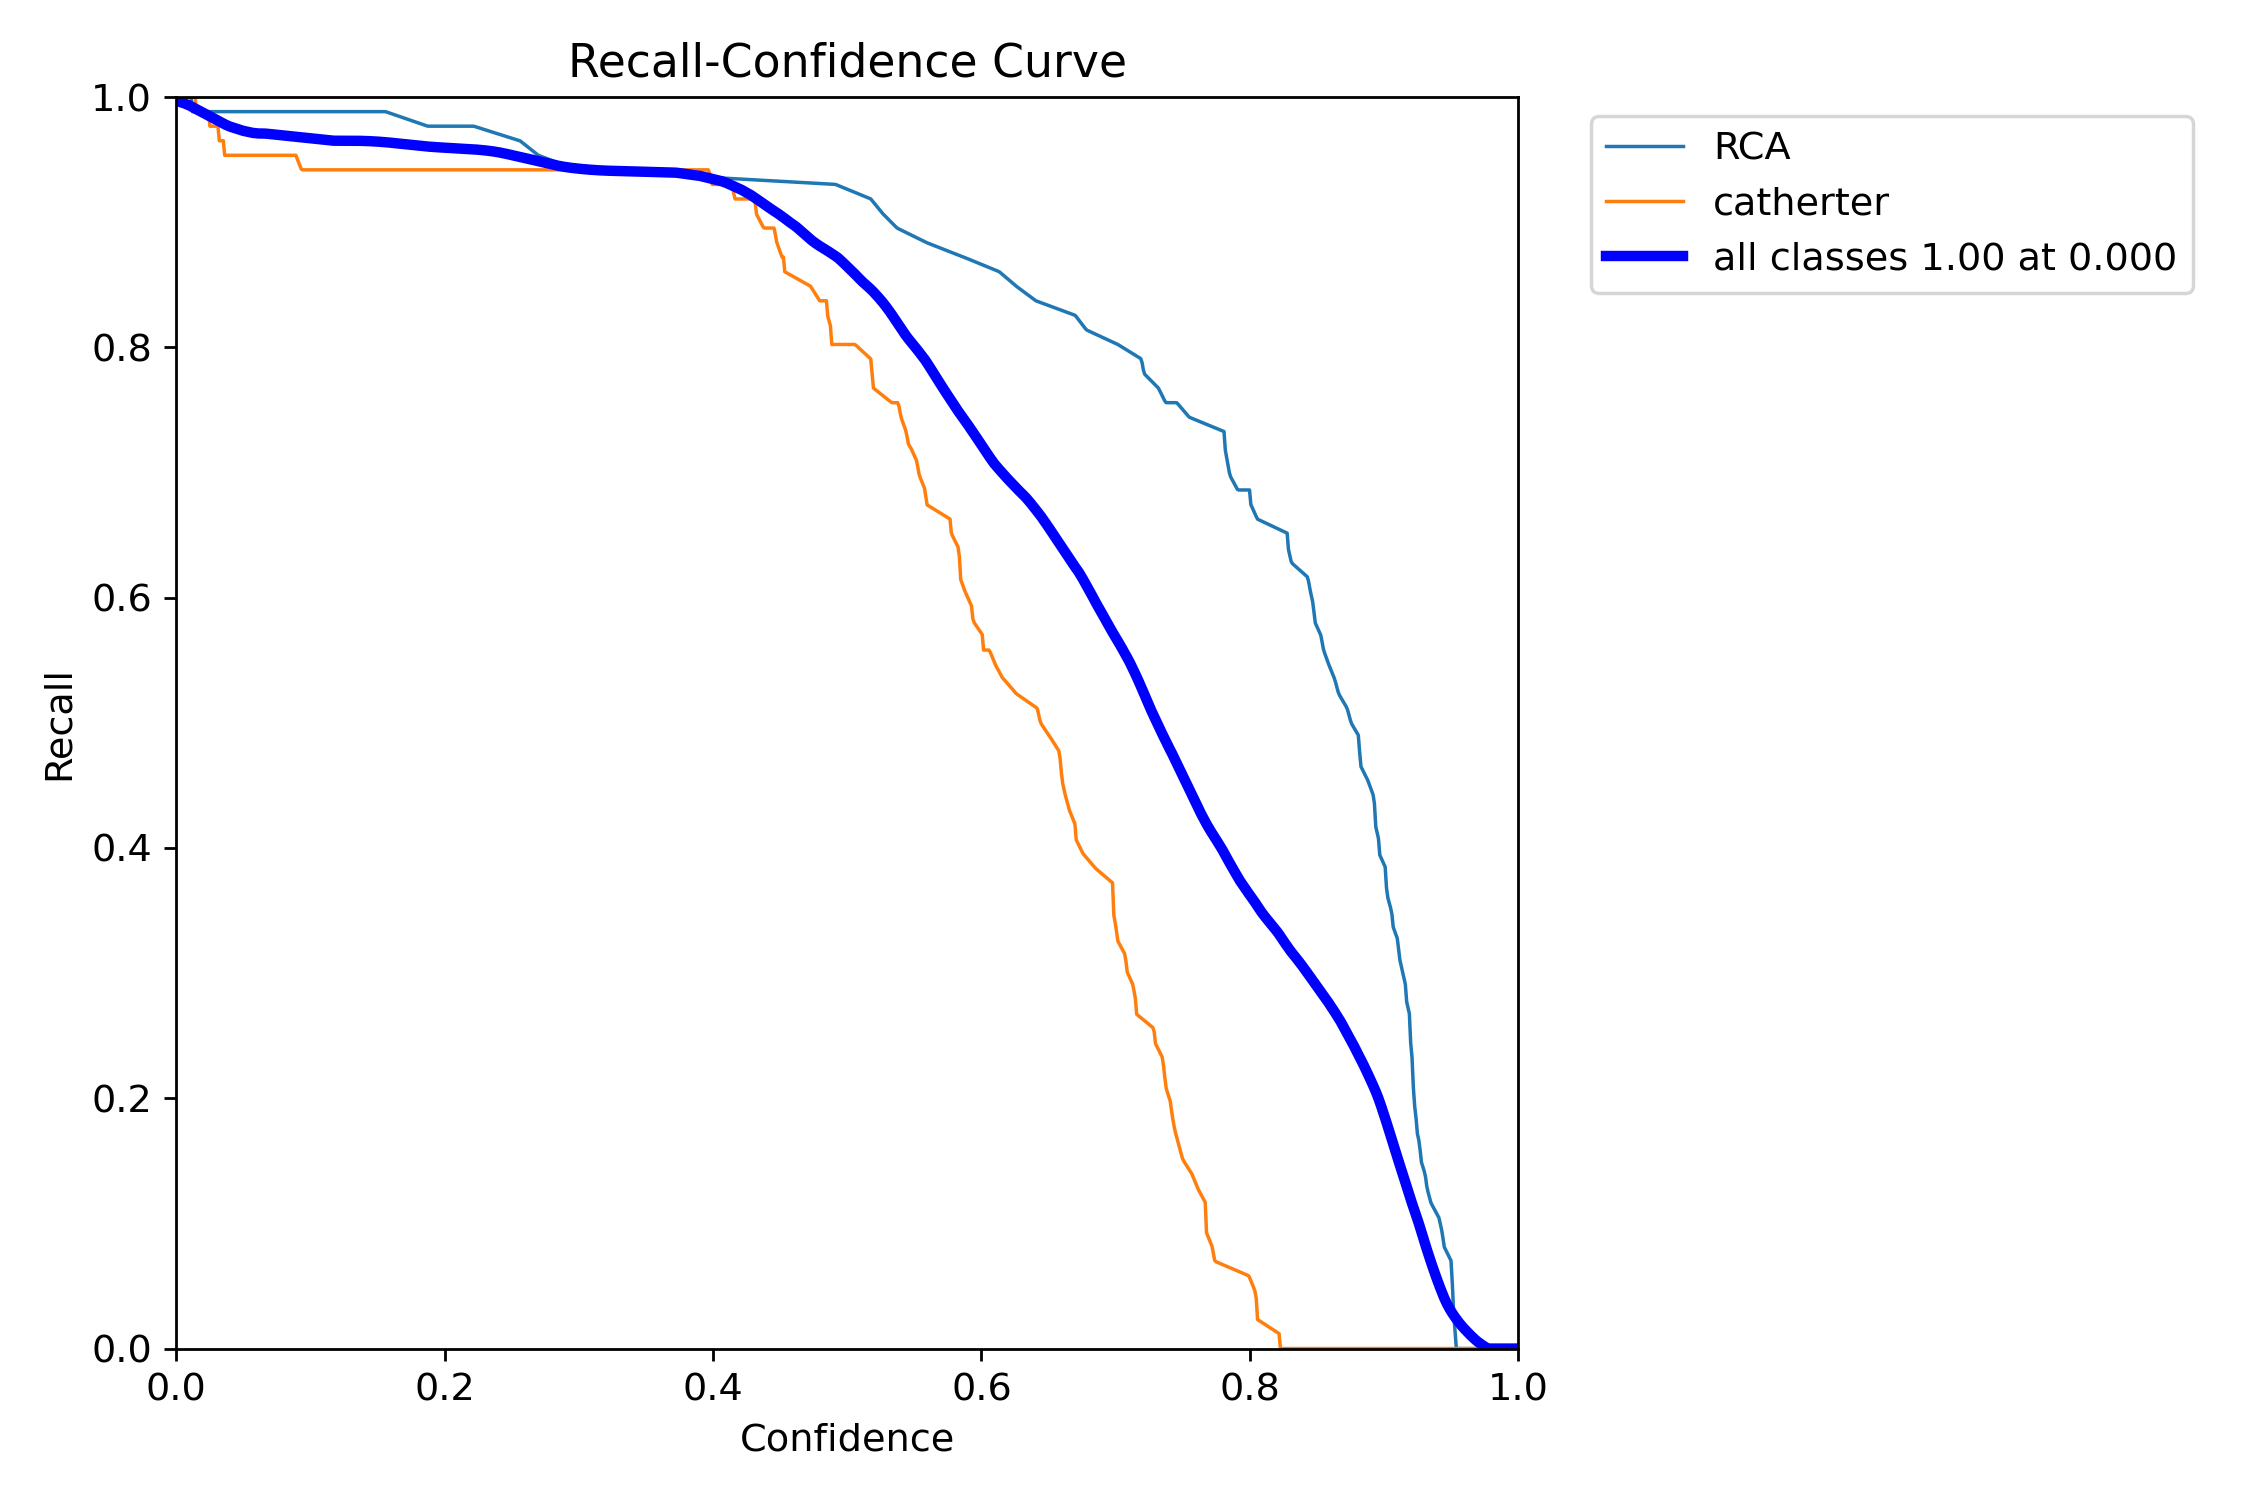 Recall-Confidence Curve
1.0
0.8
0.6
0.4
0.2
0.0
Recall
0.0 0.2 0.4 0.6 0.8 1.0
Confidence
RCA
catherter
all classes 1.00 at 0.000